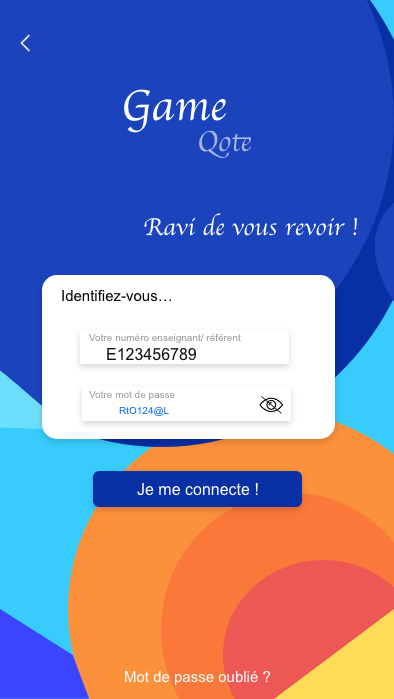 Game
Qote
Ravi de vous revoir !
Identifiez-vous…
Votre numéro enseignant/ référent
E123456789
Votre mot de passe
RtO124@L
Je me connecte !
Mot de passe oublié ?